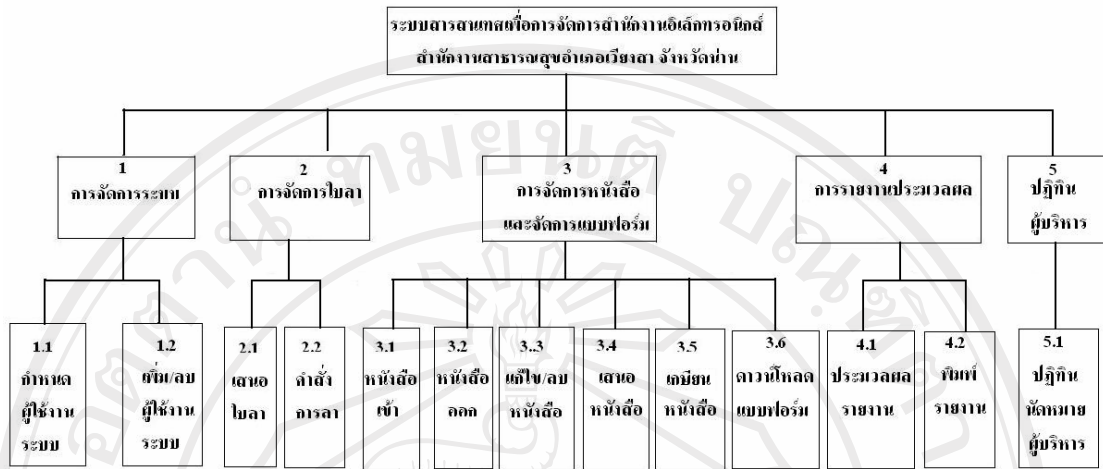 ระบบสารสนเทศเพื่อการจัดการสำนักงานอิเล็กทรอนิกส์
สำนักงานสาธารณสุขอำเภอเวียงสา จังหวัดน่าน
1
การจัดการระบบ
2
การจัดการใบลา
3
การจัดการหนังสือ
และจัดการแบบฟอร์ม
4
การรายงานประมวลผล
5
ปฏิทิน
ผู้บริหาร
1.1
กำหนด
ผู้ใช้งาน
ระบบ
1.2
เพิ่ม/ลบ
ผู้ใช้งาน
ระบบ
2.1
เสนอ
ใบลา
2.2
คำสั่ง
การลา
3.1
หนังสือ
เข้า
3.2
หนังสือ
ออก
3..3
แก้ไข/ลบ
หนังสือ
3.4
เสนอ
หนังสือ
3.5
เกษียน
หนังสือ
3.6
ดาวน์โหลด
แบบฟอร์ม
4.1
ประมวลผล
รายงาน
4.2
พิมพ์
รายงาน
5.1
ปฏิทิน
นัดหมาย
ผู้บริหาร